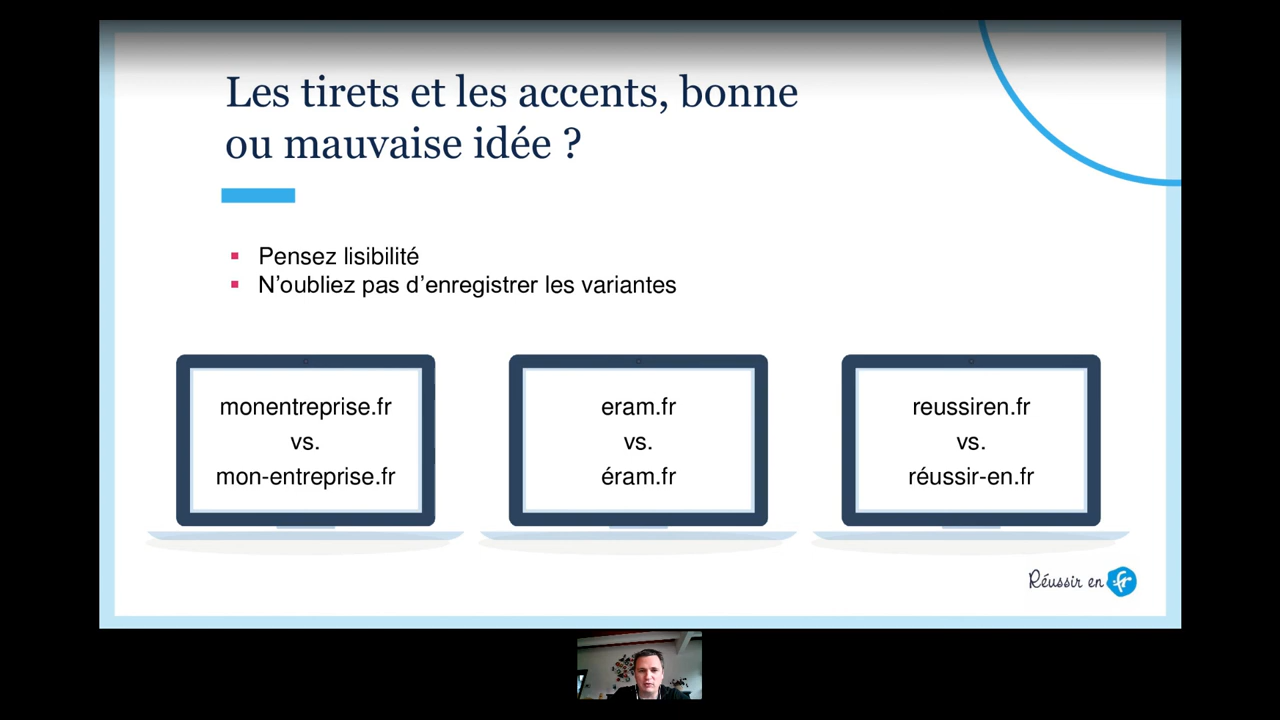 Les tirets et les accents, bonne
ou mauvaise idée ?
Pensez lisibilité
N’oubliez pas d’enregistrer les variantes
monentreprise.fr
vs.
mon-entreprise.fr
eram.fr
vs.
éram.fr
reussiren.fr
vs.
réussir-en.fr
Réussir en .fr